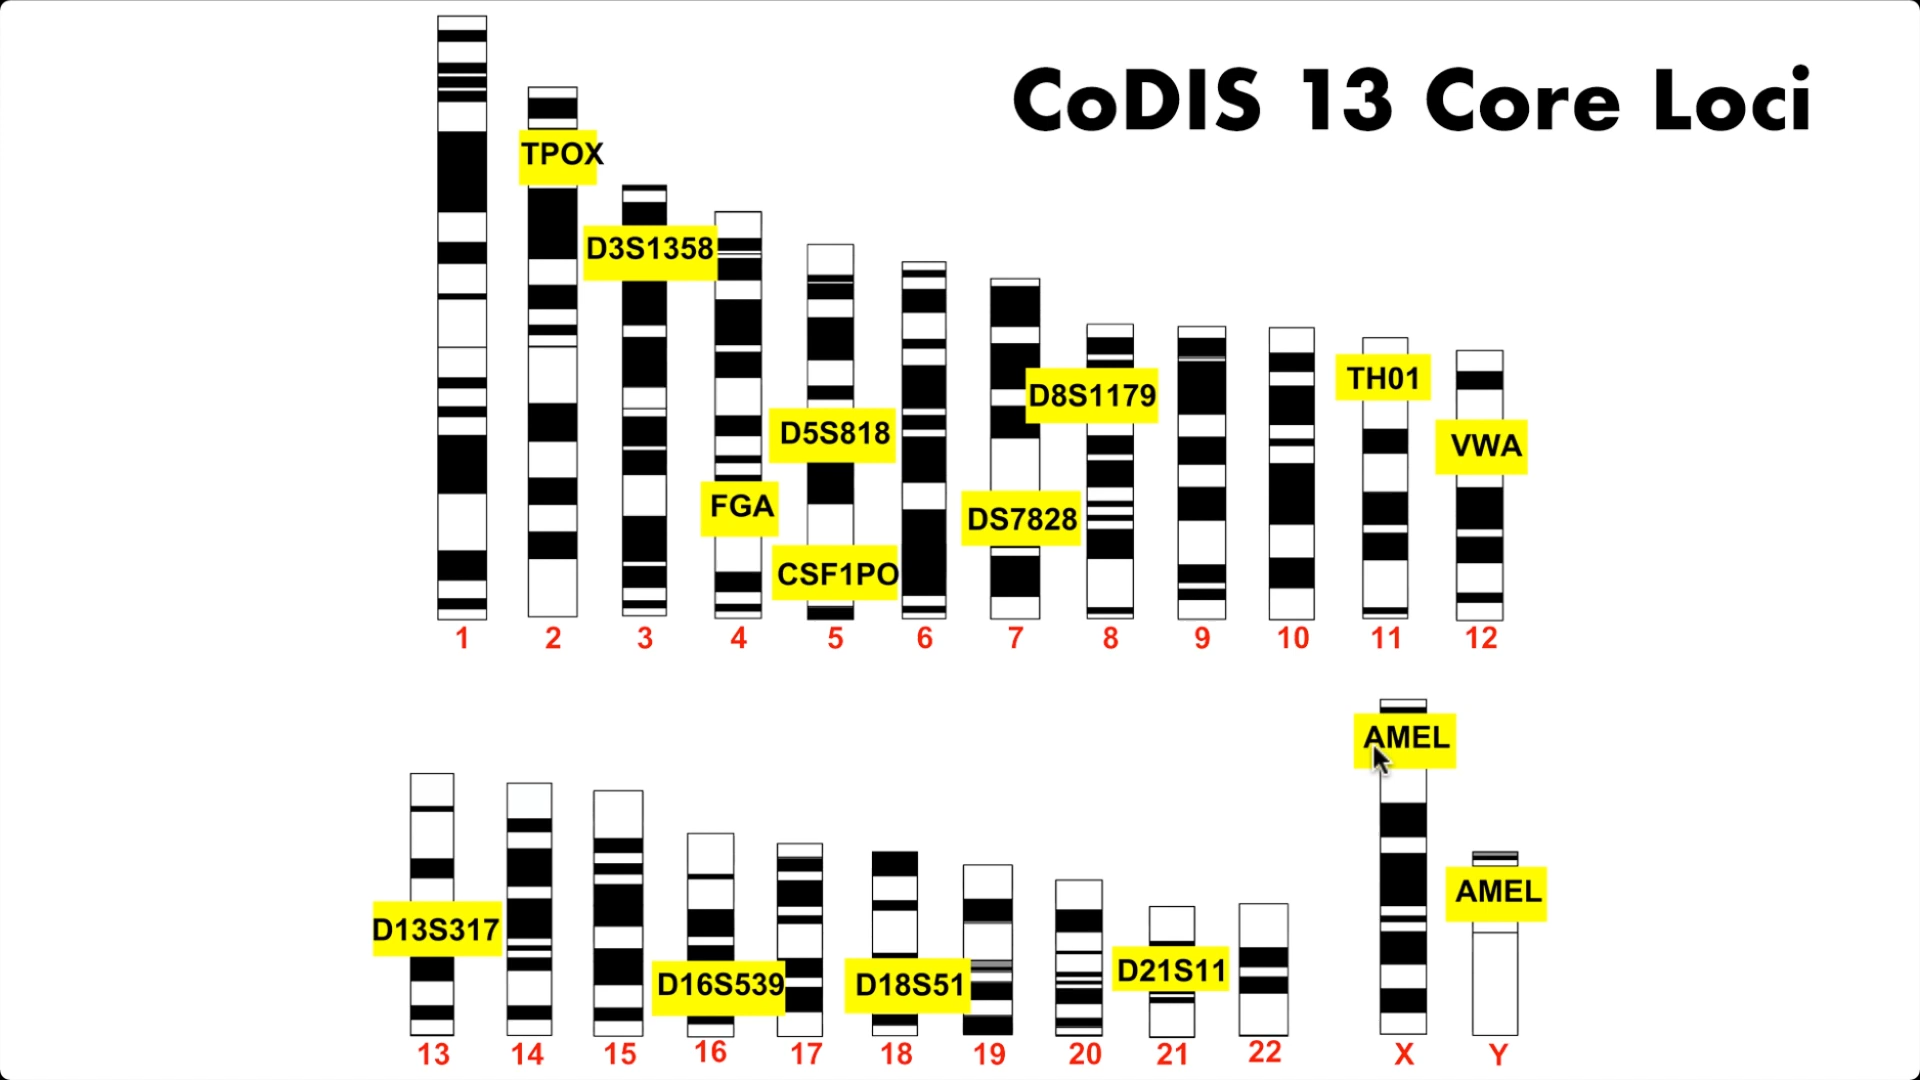 CoDIS 13 Core Loci
TPOX
D3S1358
D8S1179
TH01
D5S818
VWA
FGA
DS7828
CSF1PO
1 2 3 4 5 6 7 8 9 10 11 12
AMEL
AMEL
D13S317
D16S539
D18S51
D21S11
13 14 15 16 17 18 19 20 21 22 X Y